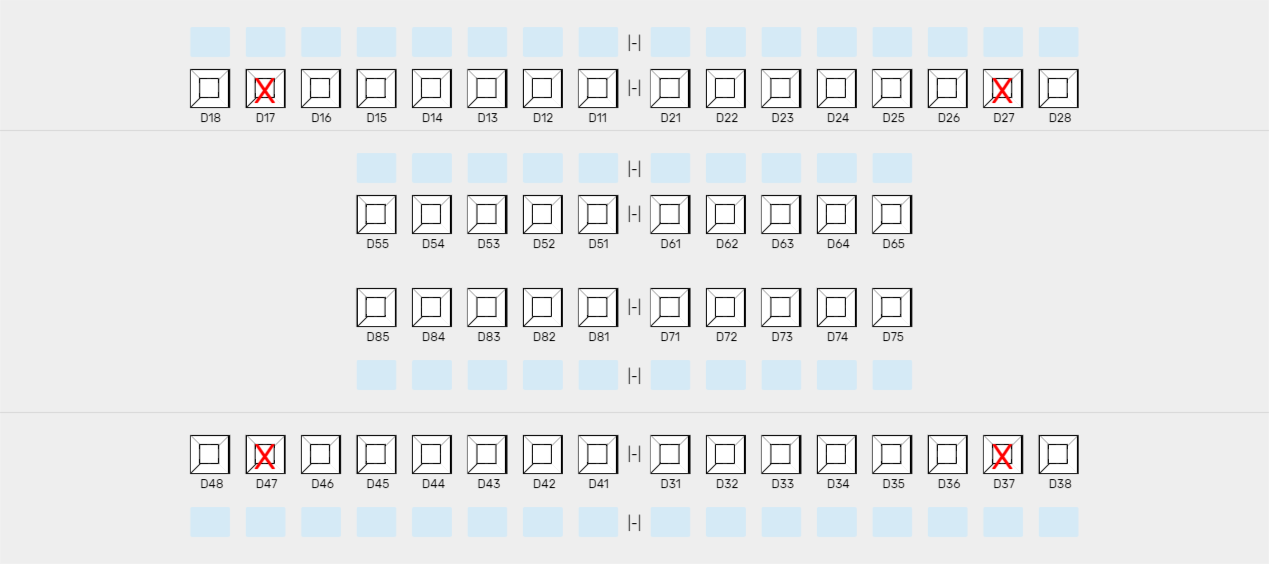 |-|
|-|
D18 D17 D16 D15 D14 D13 D12 D11 D21 D22 D23 D24 D25 D26 D27 D28
|-|
|-|
D55 D54 D53 D52 D51 D61 D62 D63 D64 D65
|-|
D85 D84 D83 D82 D81 D71 D72 D73 D74 D75
|-|
|-|
D48 D47 D46 D45 D44 D43 D42 D41 D31 D32 D33 D34 D35 D36 D37 D38
|-|